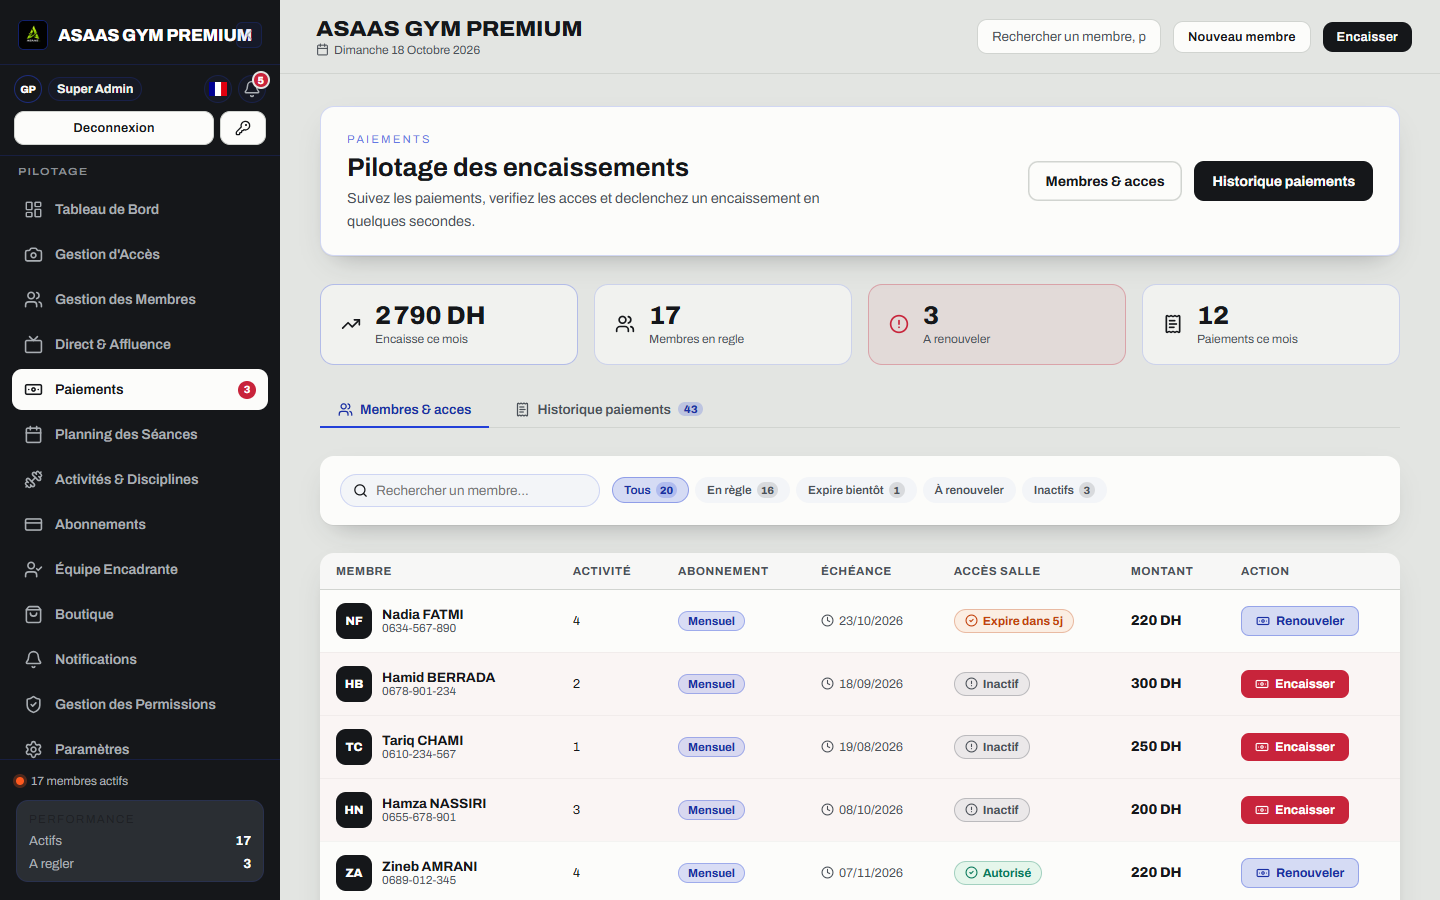 ASAAS GYM PREMIUM
GP
Super Admin
5
Deconnexion
PILOTAGE
Tableau de Bord
Gestion d'Accès
Gestion des Membres
Direct & Affluence
Paiements
3
Planning des Séances
Activités & Disciplines
Abonnements
Équipe Encadrante
Boutique
Notifications
Gestion des Permissions
Paramètres
17 membres actifs
PERFORMANCE
Actifs 17
A regler 3
ASAAS GYM PREMIUM
Dimanche 18 Octobre 2026
Rechercher un membre, p
Nouveau membre
Encaisser
PAIEMENTS
Pilotage des encaissements
Suivez les paiements, verifiez les acces et declenchez un encaissement en
quelques secondes.
Membres & acces
Historique paiements
2 790 DH
Encaisse ce mois
17
Membres en regle
3
A renouveler
12
Paiements ce mois
Membres & acces
Historique paiements 43
Rechercher un membre...
Tous 20
En règle 16
Expire bientôt 1
À renouveler
Inactifs 3
MEMBRE ACTIVITÉ ABONNEMENT ÉCHÉANCE ACCÈS SALLE MONTANT ACTION
NF Nadia FATMI 4 Mensuel 23/10/2026 Expire dans 5j 220 DH Renouveler
0634-567-890
HB Hamid BERRADA 2 Mensuel 18/09/2026 Inactif 300 DH Encaisser
0678-901-234
TC Tariq CHAMI 1 Mensuel 19/08/2026 Inactif 250 DH Encaisser
0610-234-567
HN Hamza NASSIRI 3 Mensuel 08/10/2026 Inactif 200 DH Encaisser
0655-678-901
ZA Zineb AMRANI 4 Mensuel 07/11/2026 Autorisé 220 DH Renouveler
0689-012-345